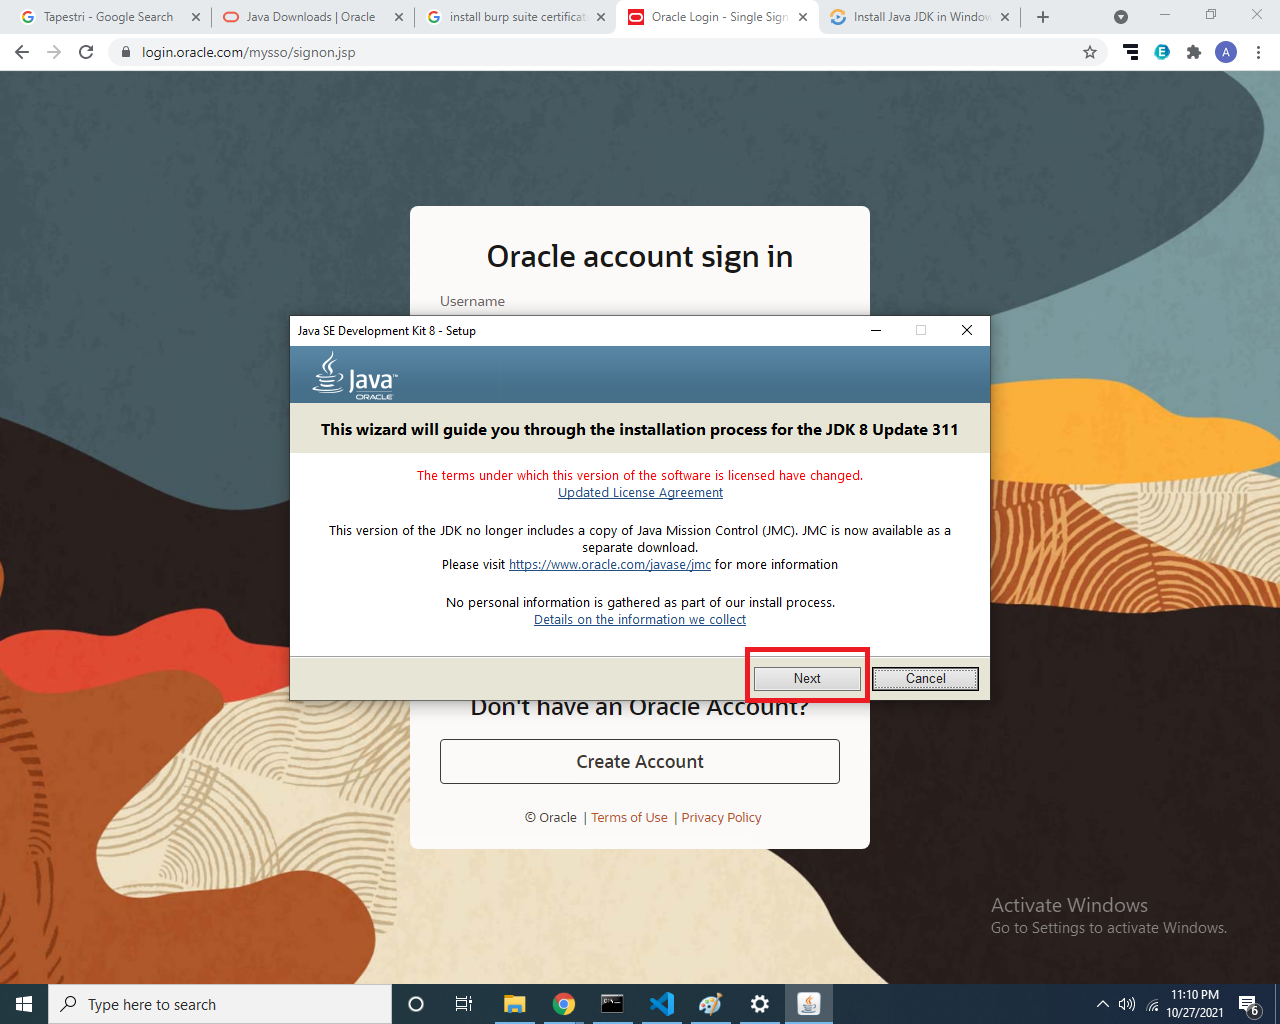 Tapestri - Google Search
Java Downloads | Oracle
install burp suite certificat
Oracle Login - Single Sign
Install Java JDK in Window
login.oracle.com/mysso/signon.jsp
E
A
Oracle account sign in
Username
Java SE Development Kit 8 - Setup
Java™
ORACLE
This wizard will guide you through the installation process for the JDK 8 Update 311
The terms under which this version of the software is licensed have changed.
Updated License Agreement
This version of the JDK no longer includes a copy of Java Mission Control (JMC). JMC is now available as a
separate download.
Please visit https://www.oracle.com/javase/jmc for more information
No personal information is gathered as part of our install process.
Details on the information we collect
Next
Cancel
Don't have an Oracle Account?
Create Account
© Oracle | Terms of Use | Privacy Policy
Activate Windows
Go to Settings to activate Windows.
Type here to search
11:10 PM
10/27/2021
6